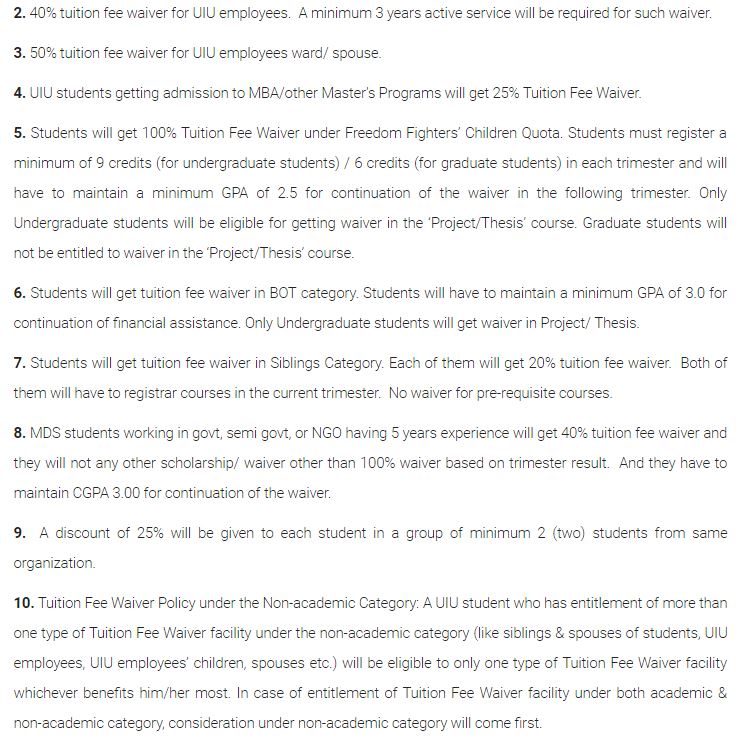 2. 40% tuition fee waiver for UIU employees. A minimum 3 years active service will be required for such waiver.
3. 50% tuition fee waiver for UIU employees ward/ spouse.
4. UIU students getting admission to MBA/other Master's Programs will get 25% Tuition Fee Waiver.
5. Students will get 100% Tuition Fee Waiver under Freedom Fighters' Children Quota. Students must register a
minimum of 9 credits (for undergraduate students) / 6 credits (for graduate students) in each trimester and will
have to maintain a minimum GPA of 2.5 for continuation of the waiver in the following trimester. Only
Undergraduate students will be eligible for getting waiver in the 'Project/Thesis' course. Graduate students will
not be entitled to waiver in the 'Project/Thesis' course.
6. Students will get tuition fee waiver in BOT category. Students will have to maintain a minimum GPA of 3.0 for
continuation of financial assistance. Only Undergraduate students will get waiver in Project/ Thesis.
7. Students will get tuition fee waiver in Siblings Category. Each of them will get 20% tuition fee waiver. Both of
them will have to registrar courses in the current trimester. No waiver for pre-requisite courses.
8. MDS students working in govt, semi govt, or NGO having 5 years experience will get 40% tuition fee waiver and
they will not any other scholarship/ waiver other than 100% waiver based on trimester result. And they have to
maintain CGPA 3.00 for continuation of the waiver.
9. A discount of 25% will be given to each student in a group of minimum 2 (two) students from same
organization.
10. Tuition Fee Waiver Policy under the Non-academic Category: A UIU student who has entitlement of more than
one type of Tuition Fee Waiver facility under the non-academic category (like siblings & spouses of students, UIU
employees, UIU employees' children, spouses etc.) will be eligible to only one type of Tuition Fee Waiver facility
whichever benefits him/her most. In case of entitlement of Tuition Fee Waiver facility under both academic &
non-academic category, consideration under non-academic category will come first.